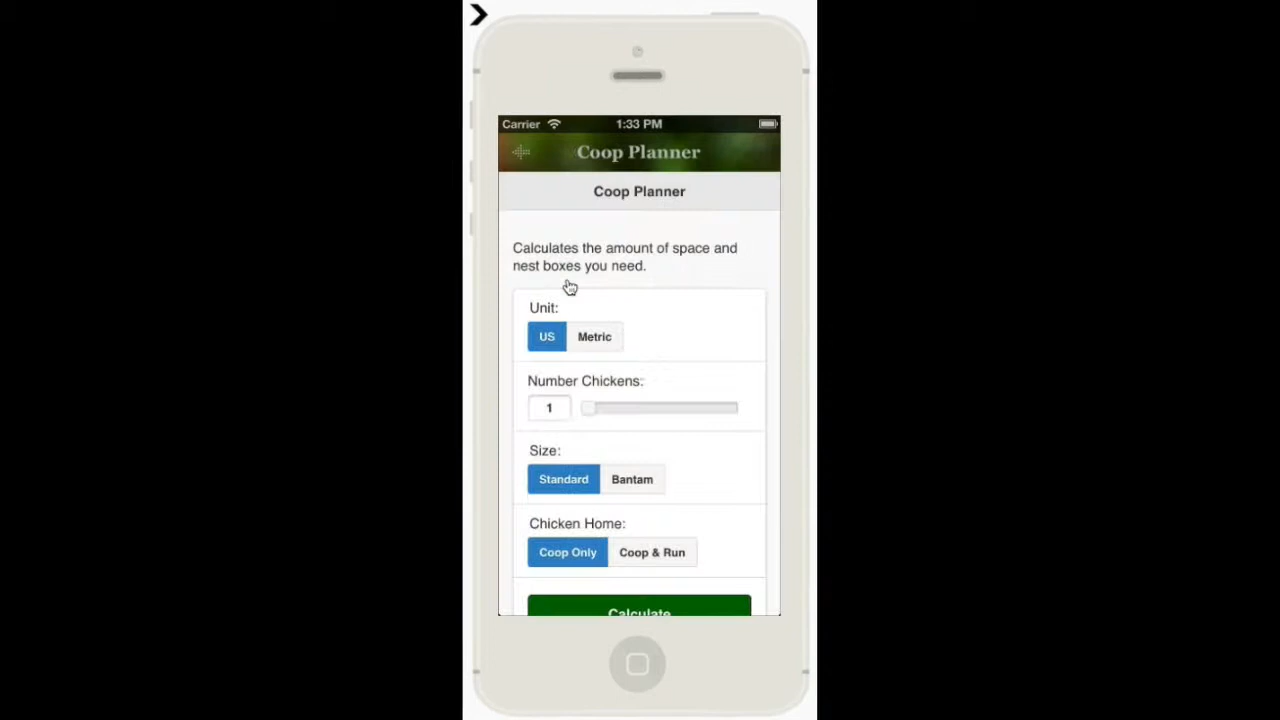 Carrier 1:33 PM
Coop Planner
Coop Planner
Calculates the amount of space and
nest boxes you need.
Unit:
US Metric
Number Chickens:
1
Size:
Standard Bantam
Chicken Home:
Coop Only Coop & Run
Calculate